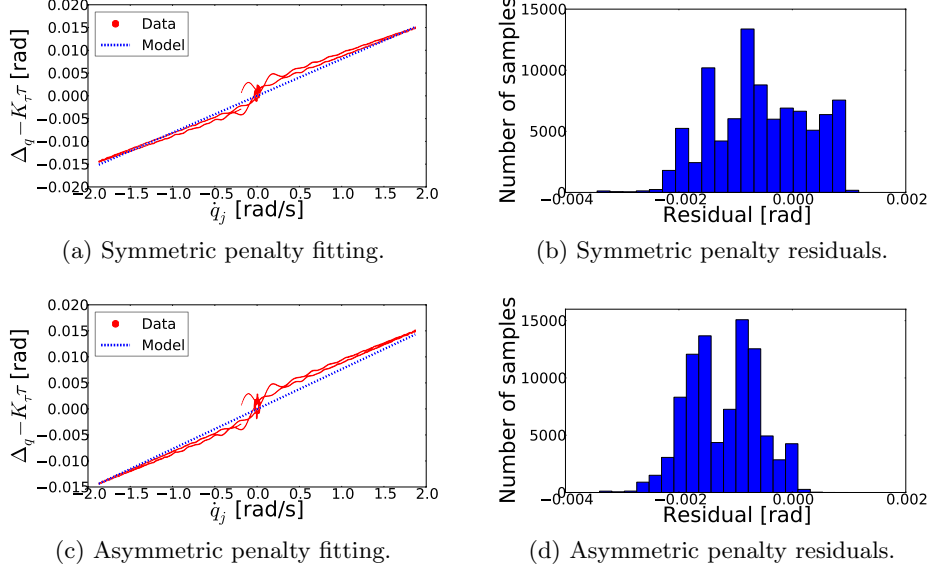 0.020
0.015
0.010
0.005
0.000
−0.005
−0.010
−0.015
−0.020
Δq − Kττ [rad]
Data
Model
−2.0 −1.5 −1.0 −0.5 0.0 0.5 1.0 1.5 2.0
q̇j [rad/s]
(a) Symmetric penalty fitting.
15000
10000
5000
0
Number of samples
−0.004 −0.002 0.000 0.002
Residual [rad]
(b) Symmetric penalty residuals.
0.020
0.015
0.010
0.005
0.000
−0.005
−0.010
−0.015
Δq − Kττ [rad]
Data
Model
−2.0 −1.5 −1.0 −0.5 0.0 0.5 1.0 1.5 2.0
q̇j [rad/s]
(c) Asymmetric penalty fitting.
15000
10000
5000
0
Number of samples
−0.004 −0.002 0.000 0.002
Residual [rad]
(d) Asymmetric penalty residuals.